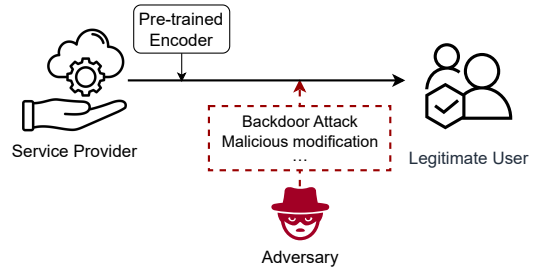 Pre-trained
Encoder
Service Provider
Backdoor Attack
Malicious modification
...
Legitimate User
Adversary